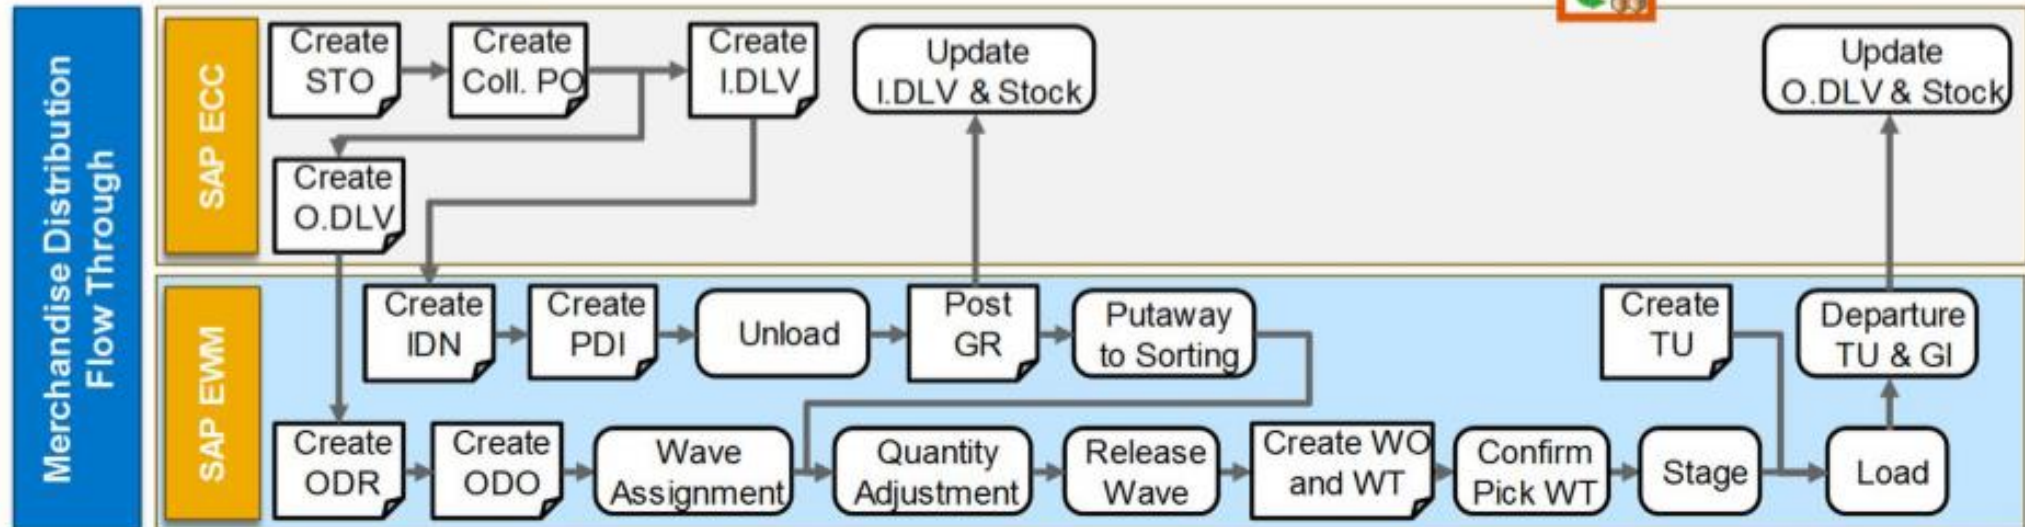 Merchandise Distribution
Flow Through
SAP ECC
Create
STO
Create
Coll. PO
Create
I.DLV
Update
I.DLV & Stock
Update
O.DLV & Stock
Create
O.DLV
SAP EWM
Create
IDN
Create
PDI
Unload
Post
GR
Putaway
to Sorting
Create
TU
Departure
TU & GI
Create
ODR
Create
ODO
Wave
Assignment
Quantity
Adjustment
Release
Wave
Create WO
and WT
Confirm
Pick WT
Stage
Load